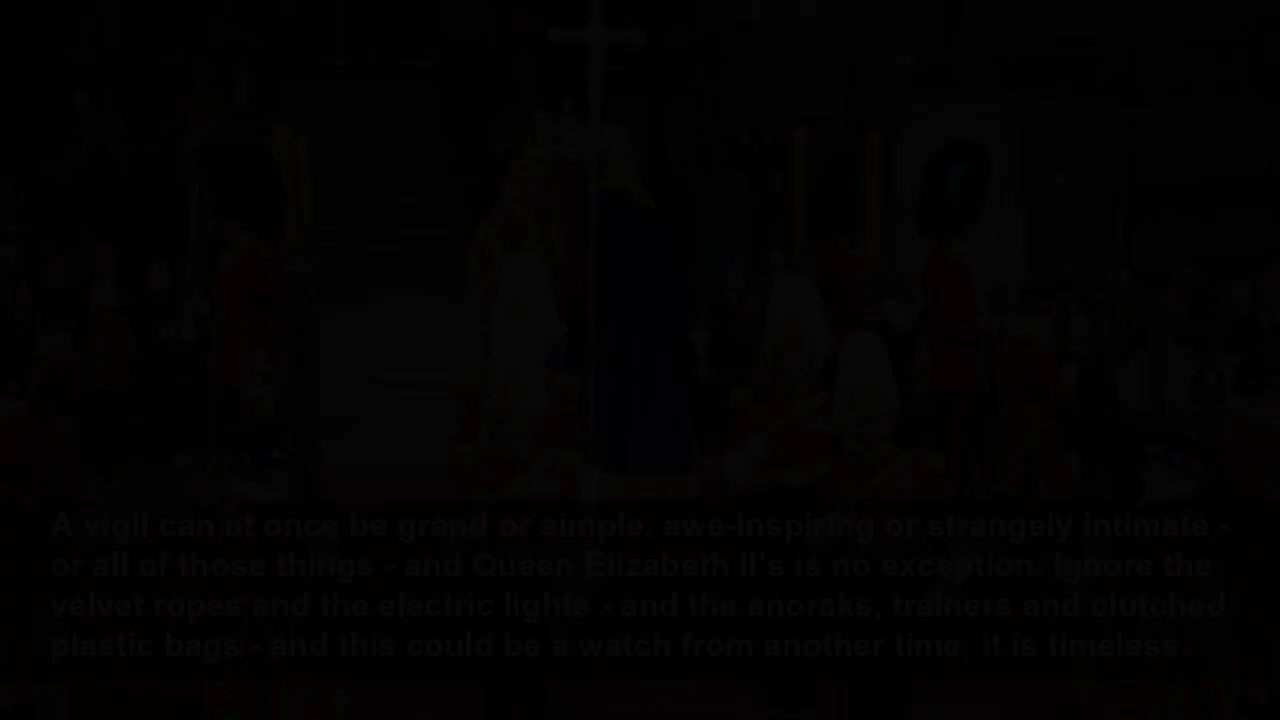 A vigil can at once be grand or simple, awe-inspiring or strangely intimate -
or all of those things - and Queen Elizabeth II's is no exception. Ignore the
velvet ropes and the electric lights - and the anoraks, trainers and clutched
plastic bags - and this could be a watch from another time; it is timeless.